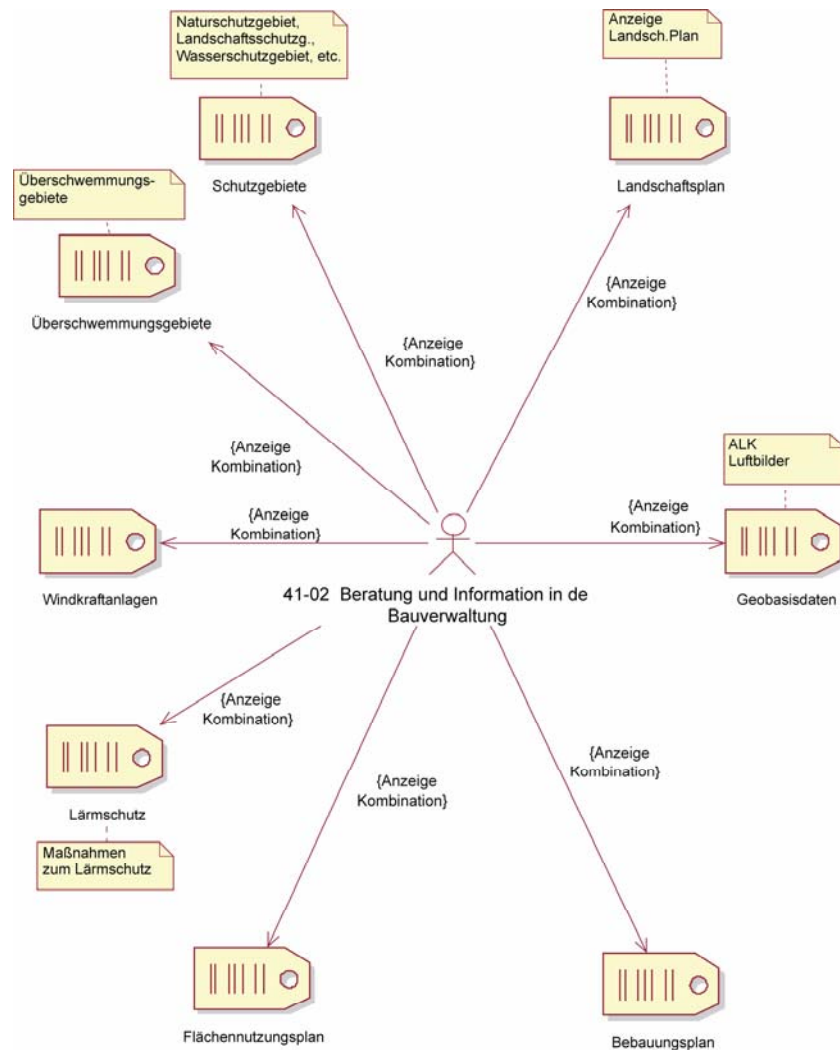 Naturschutzgebiet,
Landschaftsschutzg.,
Wasserschutzgebiet, etc.
Anzeige
Landsch.Plan
Schutzgebiete
Landschaftsplan
Überschwemmungs-
gebiete
Überschwemmungsgebiete
{Anzeige
Kombination}
{Anzeige
Kombination}
{Anzeige
Kombination}
ALK
Luftbilder
{Anzeige
Kombination}
{Anzeige
Kombination}
Windkraftanlagen
41-02 Beratung und Information in de
Bauverwaltung
Geobasisdaten
{Anzeige
Kombination}
{Anzeige
Kombination}
{Anzeige
Kombination}
Lärmschutz
Maßnahmen
zum Lärmschutz
Flächennutzungsplan
Bebauungsplan